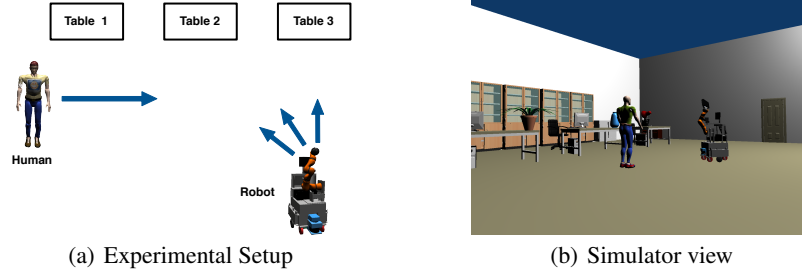 Table 1
Table 2
Table 3
Human
Robot
(a) Experimental Setup
(b) Simulator view